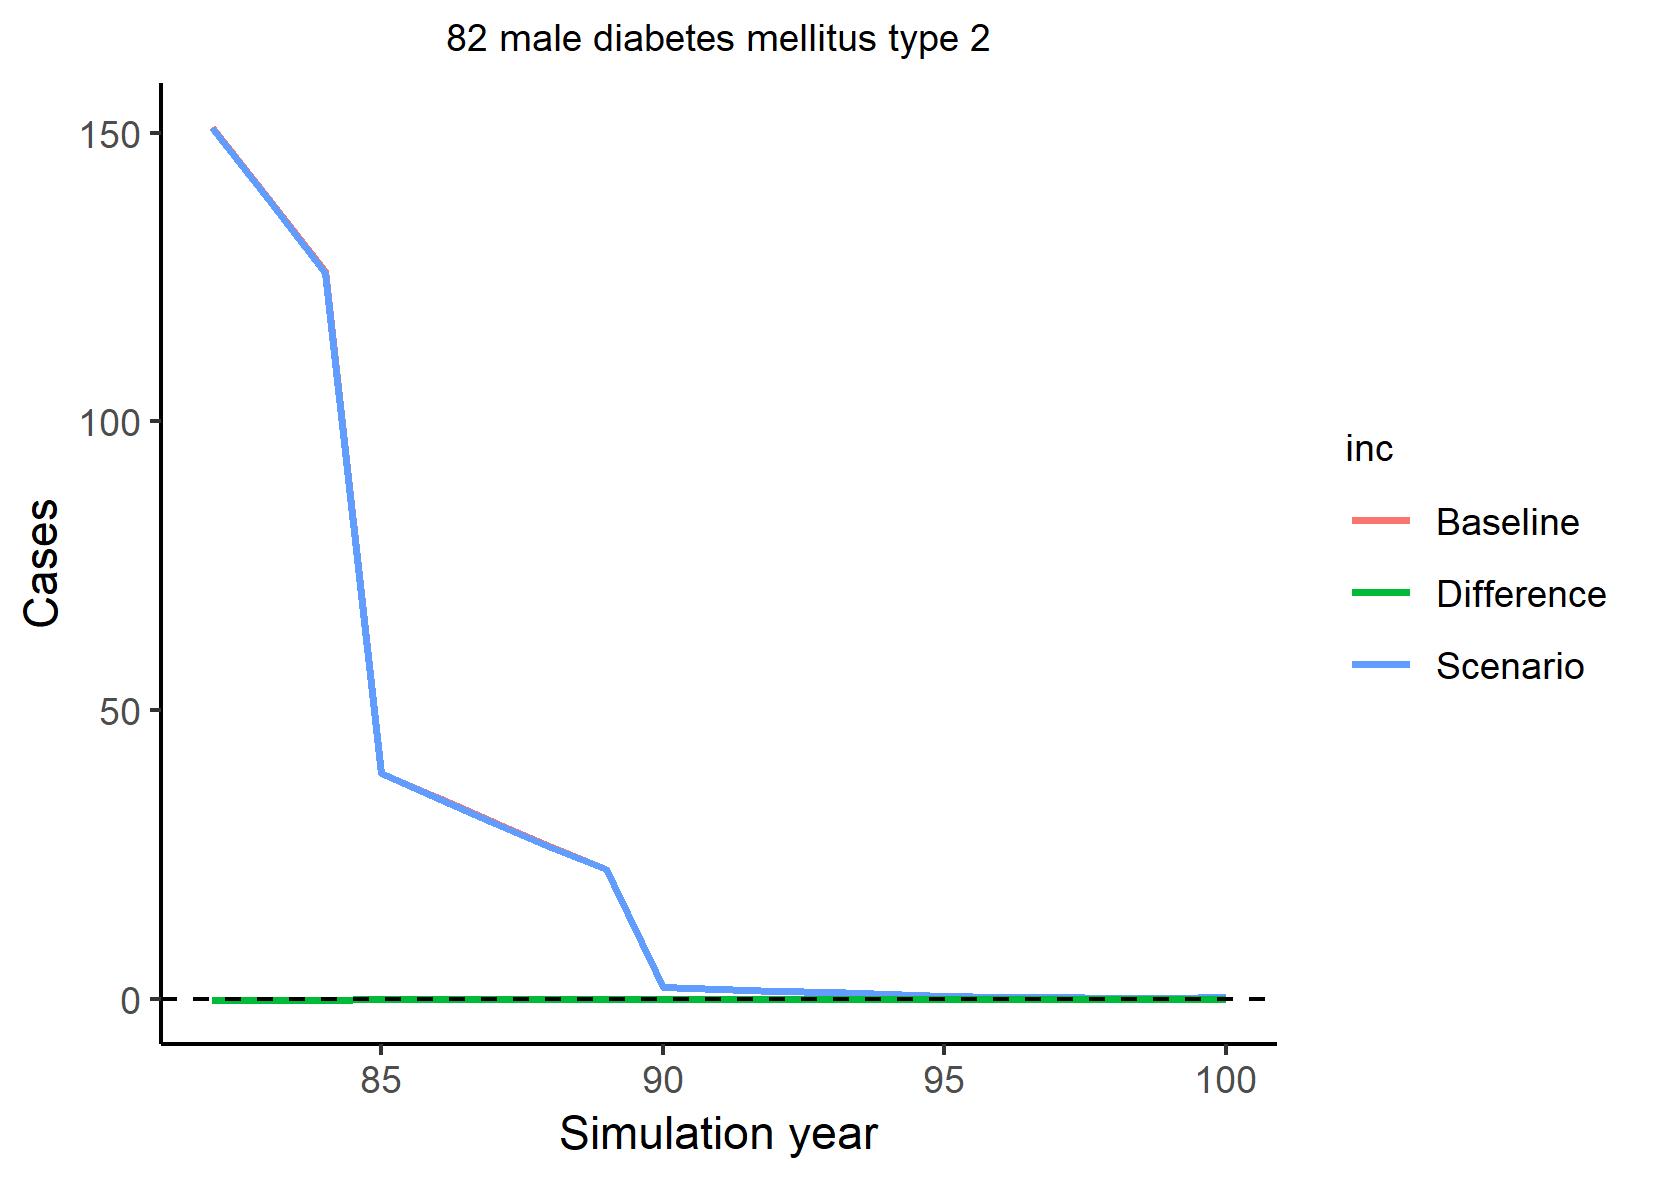 82 male diabetes mellitus type 2
150
100
50
0
Cases
85 90 95 100
Simulation year
inc
Baseline
Difference
Scenario